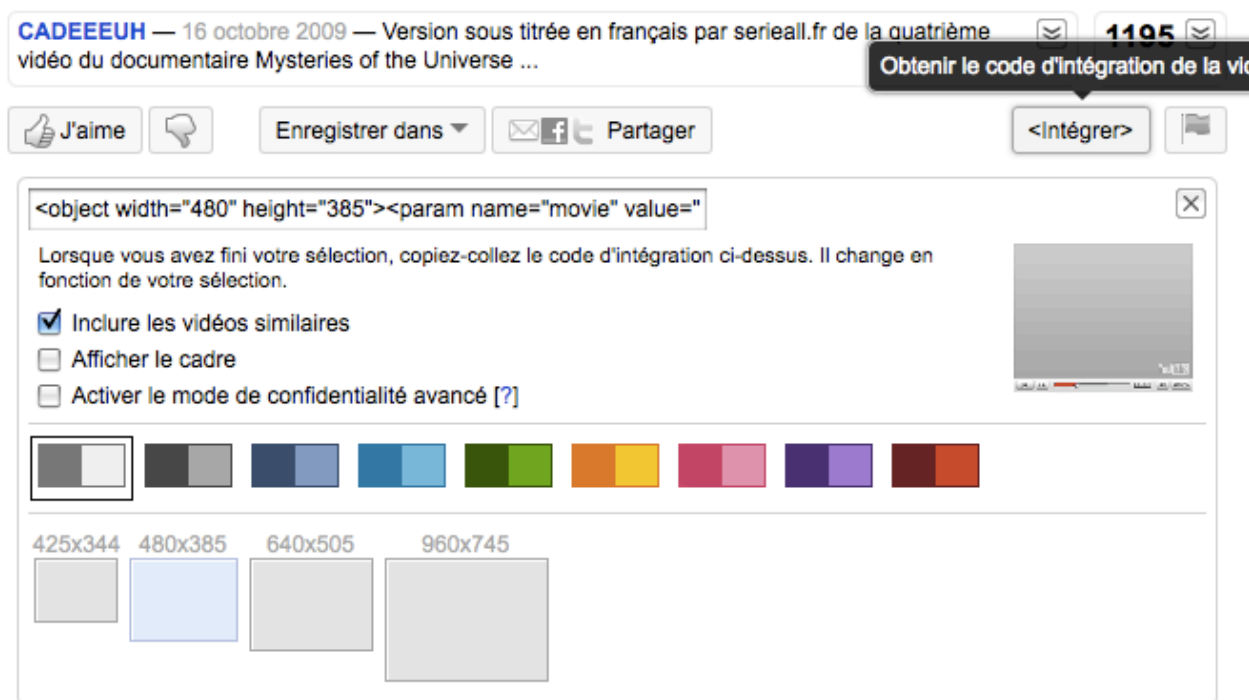 CADEEEUH — 16 octobre 2009 — Version sous titrée en français par serieall.fr de la quatrième
vidéo du documentaire Mysteries of the Universe ...
1195
Obtenir le code d'intégration de la
J'aime
Enregistrer dans
Partager
<Intégrer>
<object width="480" height="385"><param name="movie" value="
Lorsque vous avez fini votre sélection, copiez-collez le code d'intégration ci-dessus. Il change en
fonction de votre sélection.
Inclure les vidéos similaires
Afficher le cadre
Activer le mode de confidentialité avancé [?]
425x344 480x385 640x505 960x745